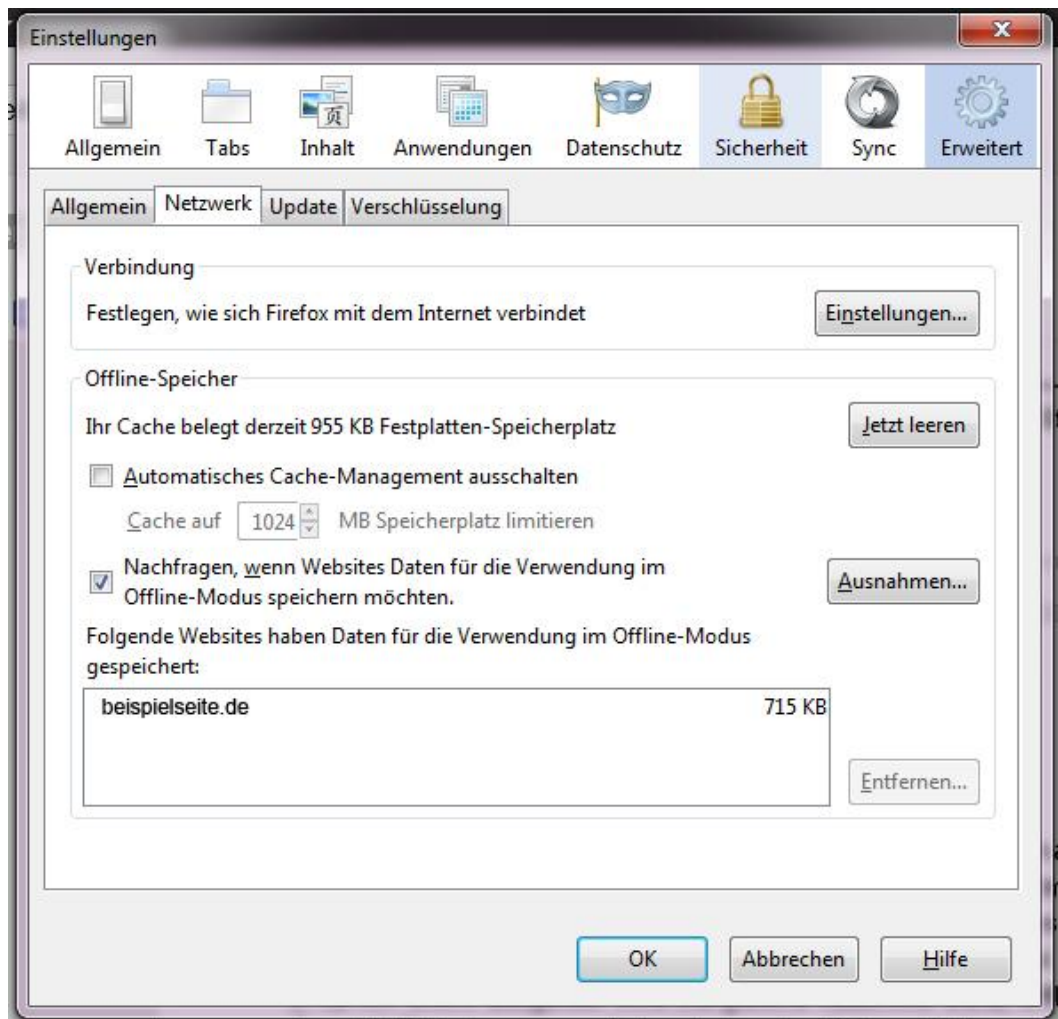 Einstellungen
Allgemein Tabs Inhalt Anwendungen Datenschutz Sicherheit Sync Erweitert
Allgemein Netzwerk Update Verschlüsselung
Verbindung
Festlegen, wie sich Firefox mit dem Internet verbindet Einstellungen...
Offline-Speicher
Ihr Cache belegt derzeit 955 KB Festplatten-Speicherplatz Jetzt leeren
Automatisches Cache-Management ausschalten
Cache auf 1024 MB Speicherplatz limitieren
Nachfragen, wenn Websites Daten für die Verwendung im
Offline-Modus speichern möchten. Ausnahmen...
Folgende Websites haben Daten für die Verwendung im Offline-Modus
gespeichert:
beispielseite.de 715 KB
Entfernen...
OK Abbrechen Hilfe